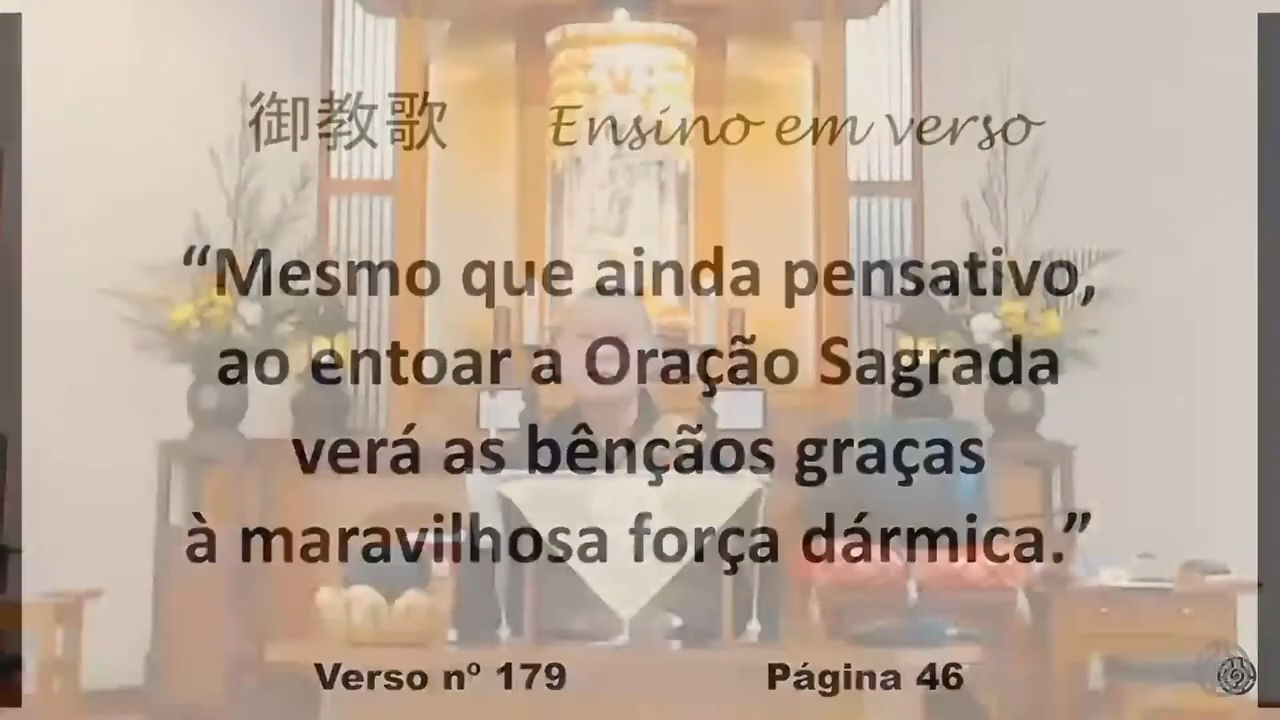 御教歌 Ensino em verso
“Mesmo que ainda pensativo,
ao entoar a Oração Sagrada
verá as bênçãos graças
à maravilhosa força dármica.”
Verso nº 179 Página 46